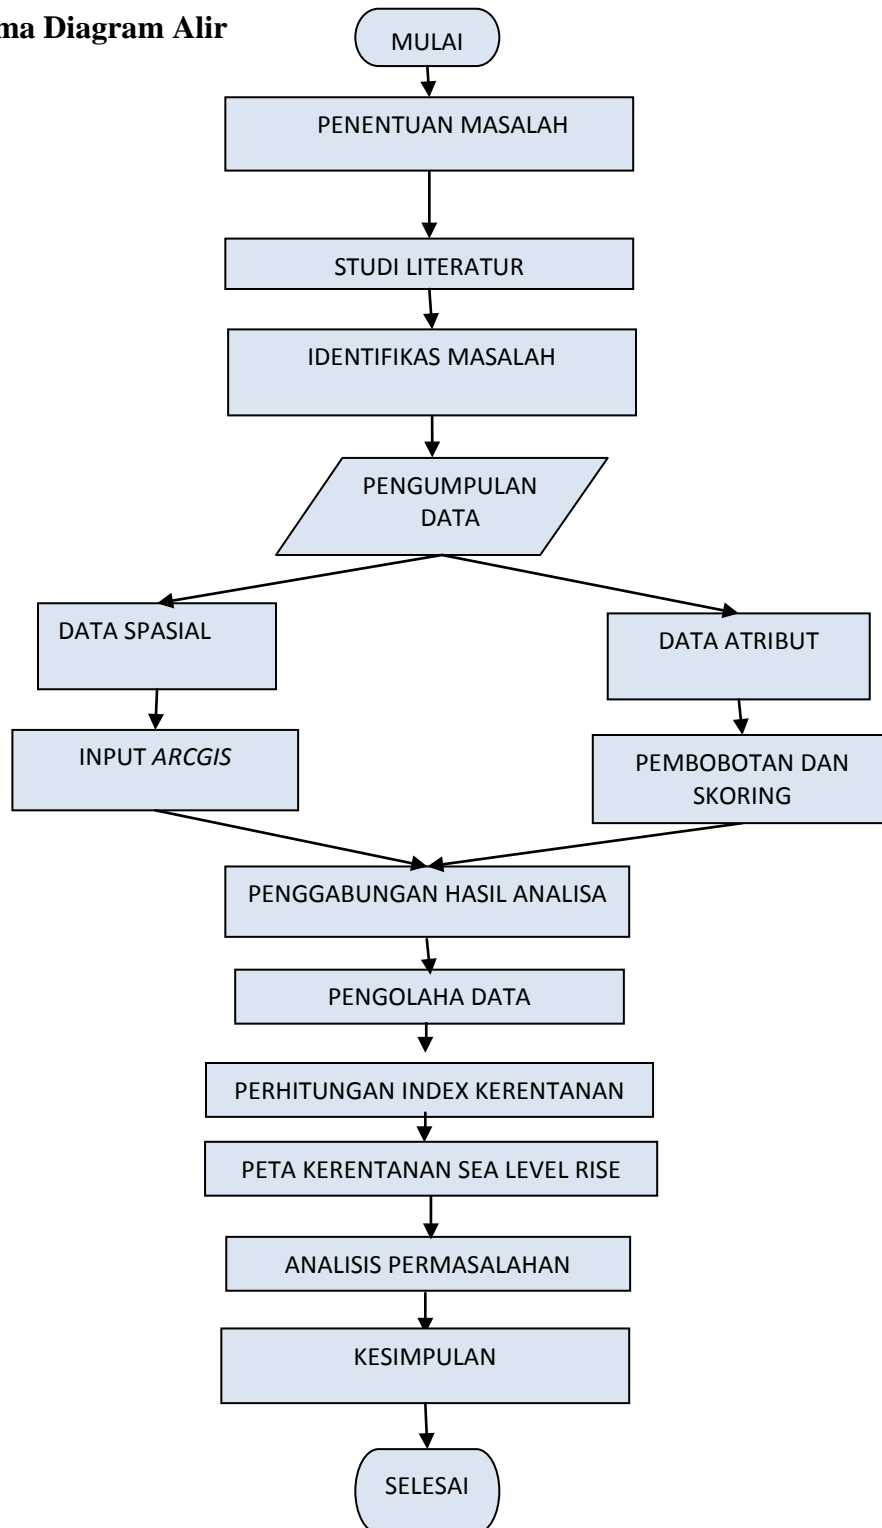 ma Diagram Alir
MULAI
PENENTUAN MASALAH
STUDI LITERATUR
IDENTIFIKAS MASALAH
PENGUMPULAN
DATA
DATA SPASIAL
DATA ATRIBUT
INPUT ARCGIS
PEMBOBOTAN DAN
SKORING
PENGGABUNGAN HASIL ANALISA
PENGOLAHA DATA
PERHITUNGAN INDEX KERENTANAN
PETA KERENTANAN SEA LEVEL RISE
ANALISIS PERMASALAHAN
KESIMPULAN
SELESAI